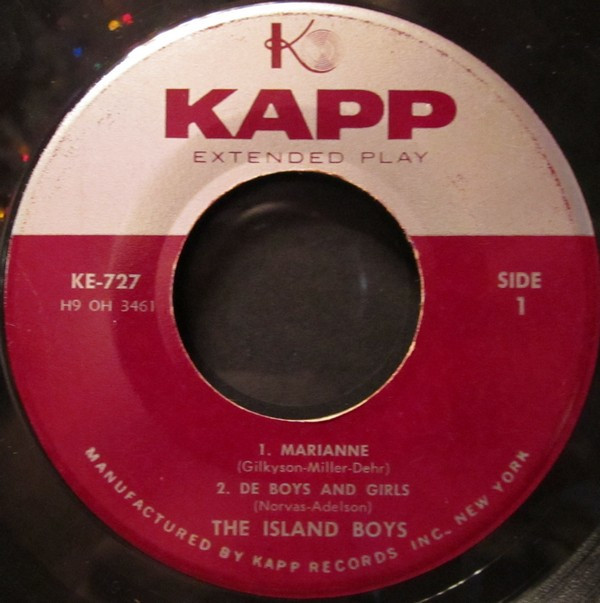 K
KAPP
EXTENDED PLAY
KE-727
H9 OH 3461
SIDE
1
1. MARIANNE
(Gilkyson-Miller-Dehr)
2. DE BOYS AND GIRLS
(Norvas-Adelson)
THE ISLAND BOYS
MANUFACTURED BY KAPP RECORDS INC., NEW YORK